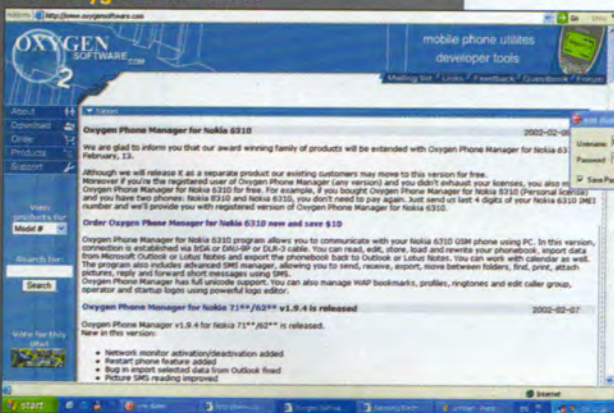 http://www.oxygensoftware.com
Go
OXYGEN
SOFTWARE.COM
2
mobile phone utilites
developer tools
Mailing list / Links / Feedback / Guestbook / Forum
About
Download
Order
Products
Support
View
products for
Model #
Search for:
Search
Vote for this
site!
News
Oxygen Phone Manager for Nokia 6310
We are glad to inform you that our award winning family of products will be extended with Oxygen Phone Manager for Nokia 63
February, 13.
Although we will release it as a separate product our existing customers may move to this version for free.
Moreover if you're the registered user of Oxygen Phone Manager (any version) and you didn't exhaust your licenses, you also
Oxygen Phone Manager for Nokia 6310 for free. For example, if you bought Oxygen Phone Manager for Nokia 8310 (Personal license)
and you have two phones: Nokia 8310 and Nokia 6310, you don't need to pay again. Just send us last 4 digits of your Nokia 6310 IMEI
number and we'll provide you with registered version of Oxygen Phone Manager for Nokia 6310.
Order Oxygen Phone Manager for Nokia 6310 now and save $10
Oxygen Phone Manager for Nokia 6310 program allows you to communicate with your Nokia 6310 GSM phone using PC. In this version,
connection is established via IrDA or DAU-9P or DLR-3 cable. You can read, edit, store, load and rewrite your phonebook, import data
from Microsoft Outlook or Lotus Notes and export the phonebook back to Outlook or Lotus Notes. You can work with calendar as well.
The program also includes advanced SMS manager, allowing you to send, receive, export, move between folders, find, print, attach
pictures, reply and forward short messages using SMS.
Oxygen Phone Manager has full unicode support. You can also manage WAP bookmarks, profiles, ringtones and edit caller group,
operator and startup logos using powerful logo editor.
Oxygen Phone Manager for Nokia 71**/62** v1.9.4 is released
2002-02-07
Oxygen Phone Manager v1.9.4 for Nokia 71**/62** is released.
New in this version:
• Network monitor activation/deactivation added
• Restart phone feature added
• Bug in import selected data from Outlook fixed
• Picture SMS reading improved
Username
Password
Save Pas
Internet
start